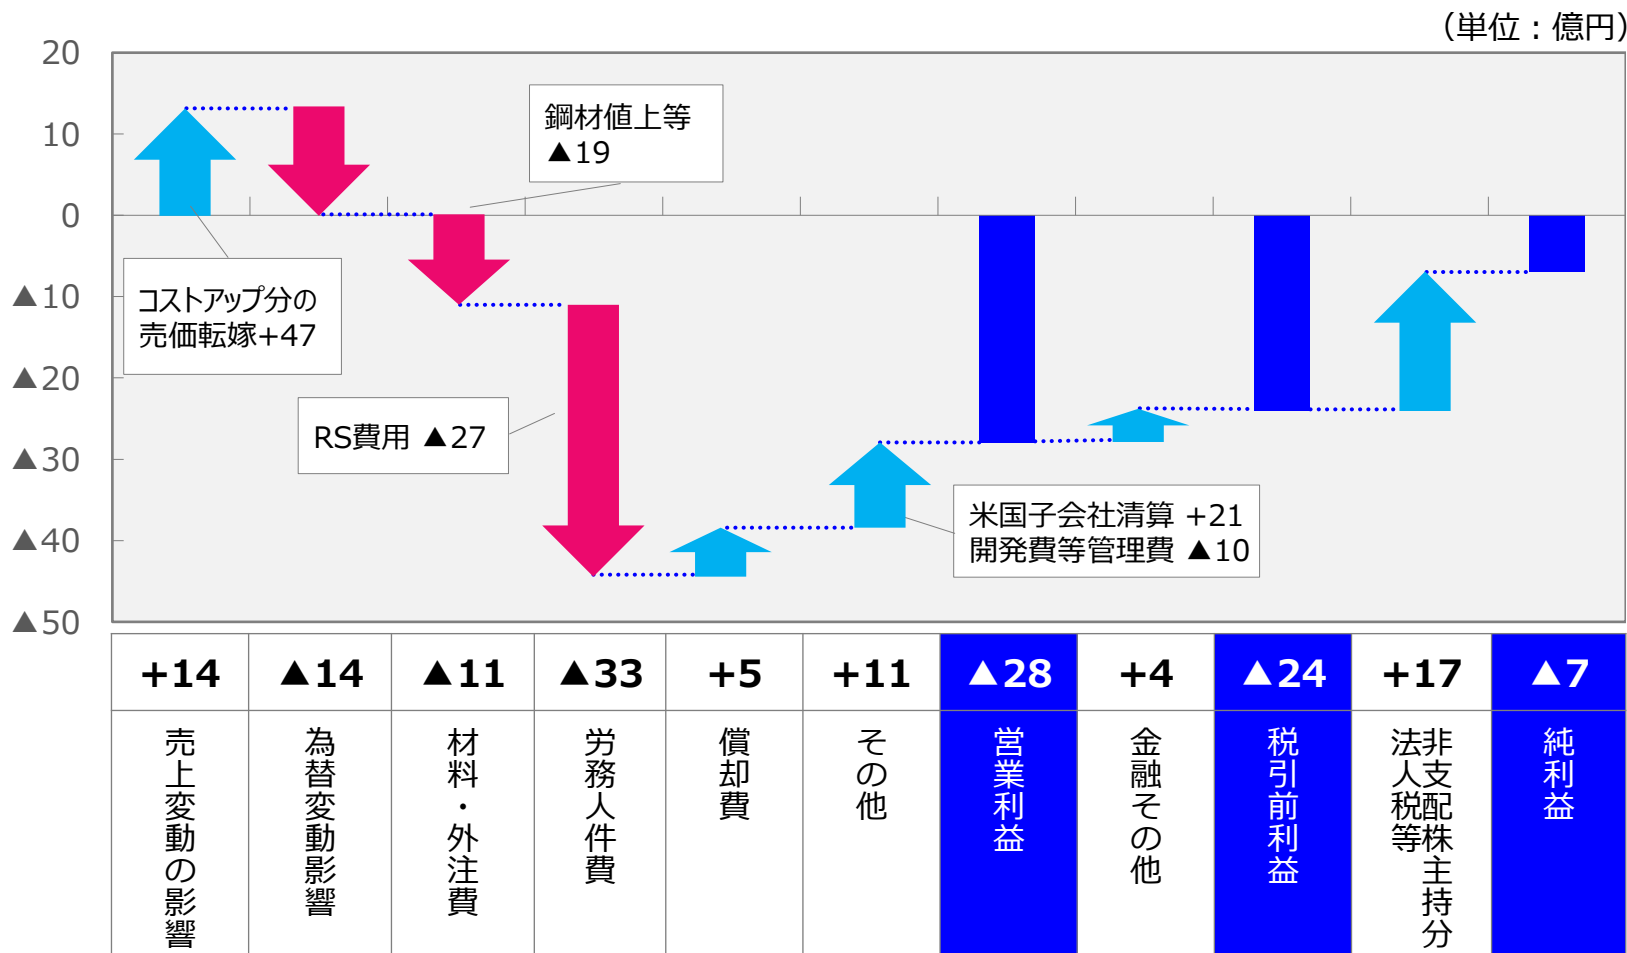 (単位：億円)
20
10
0
▲10
▲20
▲30
▲40
▲50
鋼材値上等
▲19
コストアップ分の
売価転嫁+47
RS費用 ▲27
米国子会社清算 +21
開発費等管理費 ▲10
+14
▲14
▲11
▲33
+5
+11
▲28
+4
▲24
+17
▲7
売上変動の影響
為替変動影響
材料・外注費
労務人件費
償却費
その他
営業利益
金融その他
税引前利益
非支配株主持分
法人税等
純利益